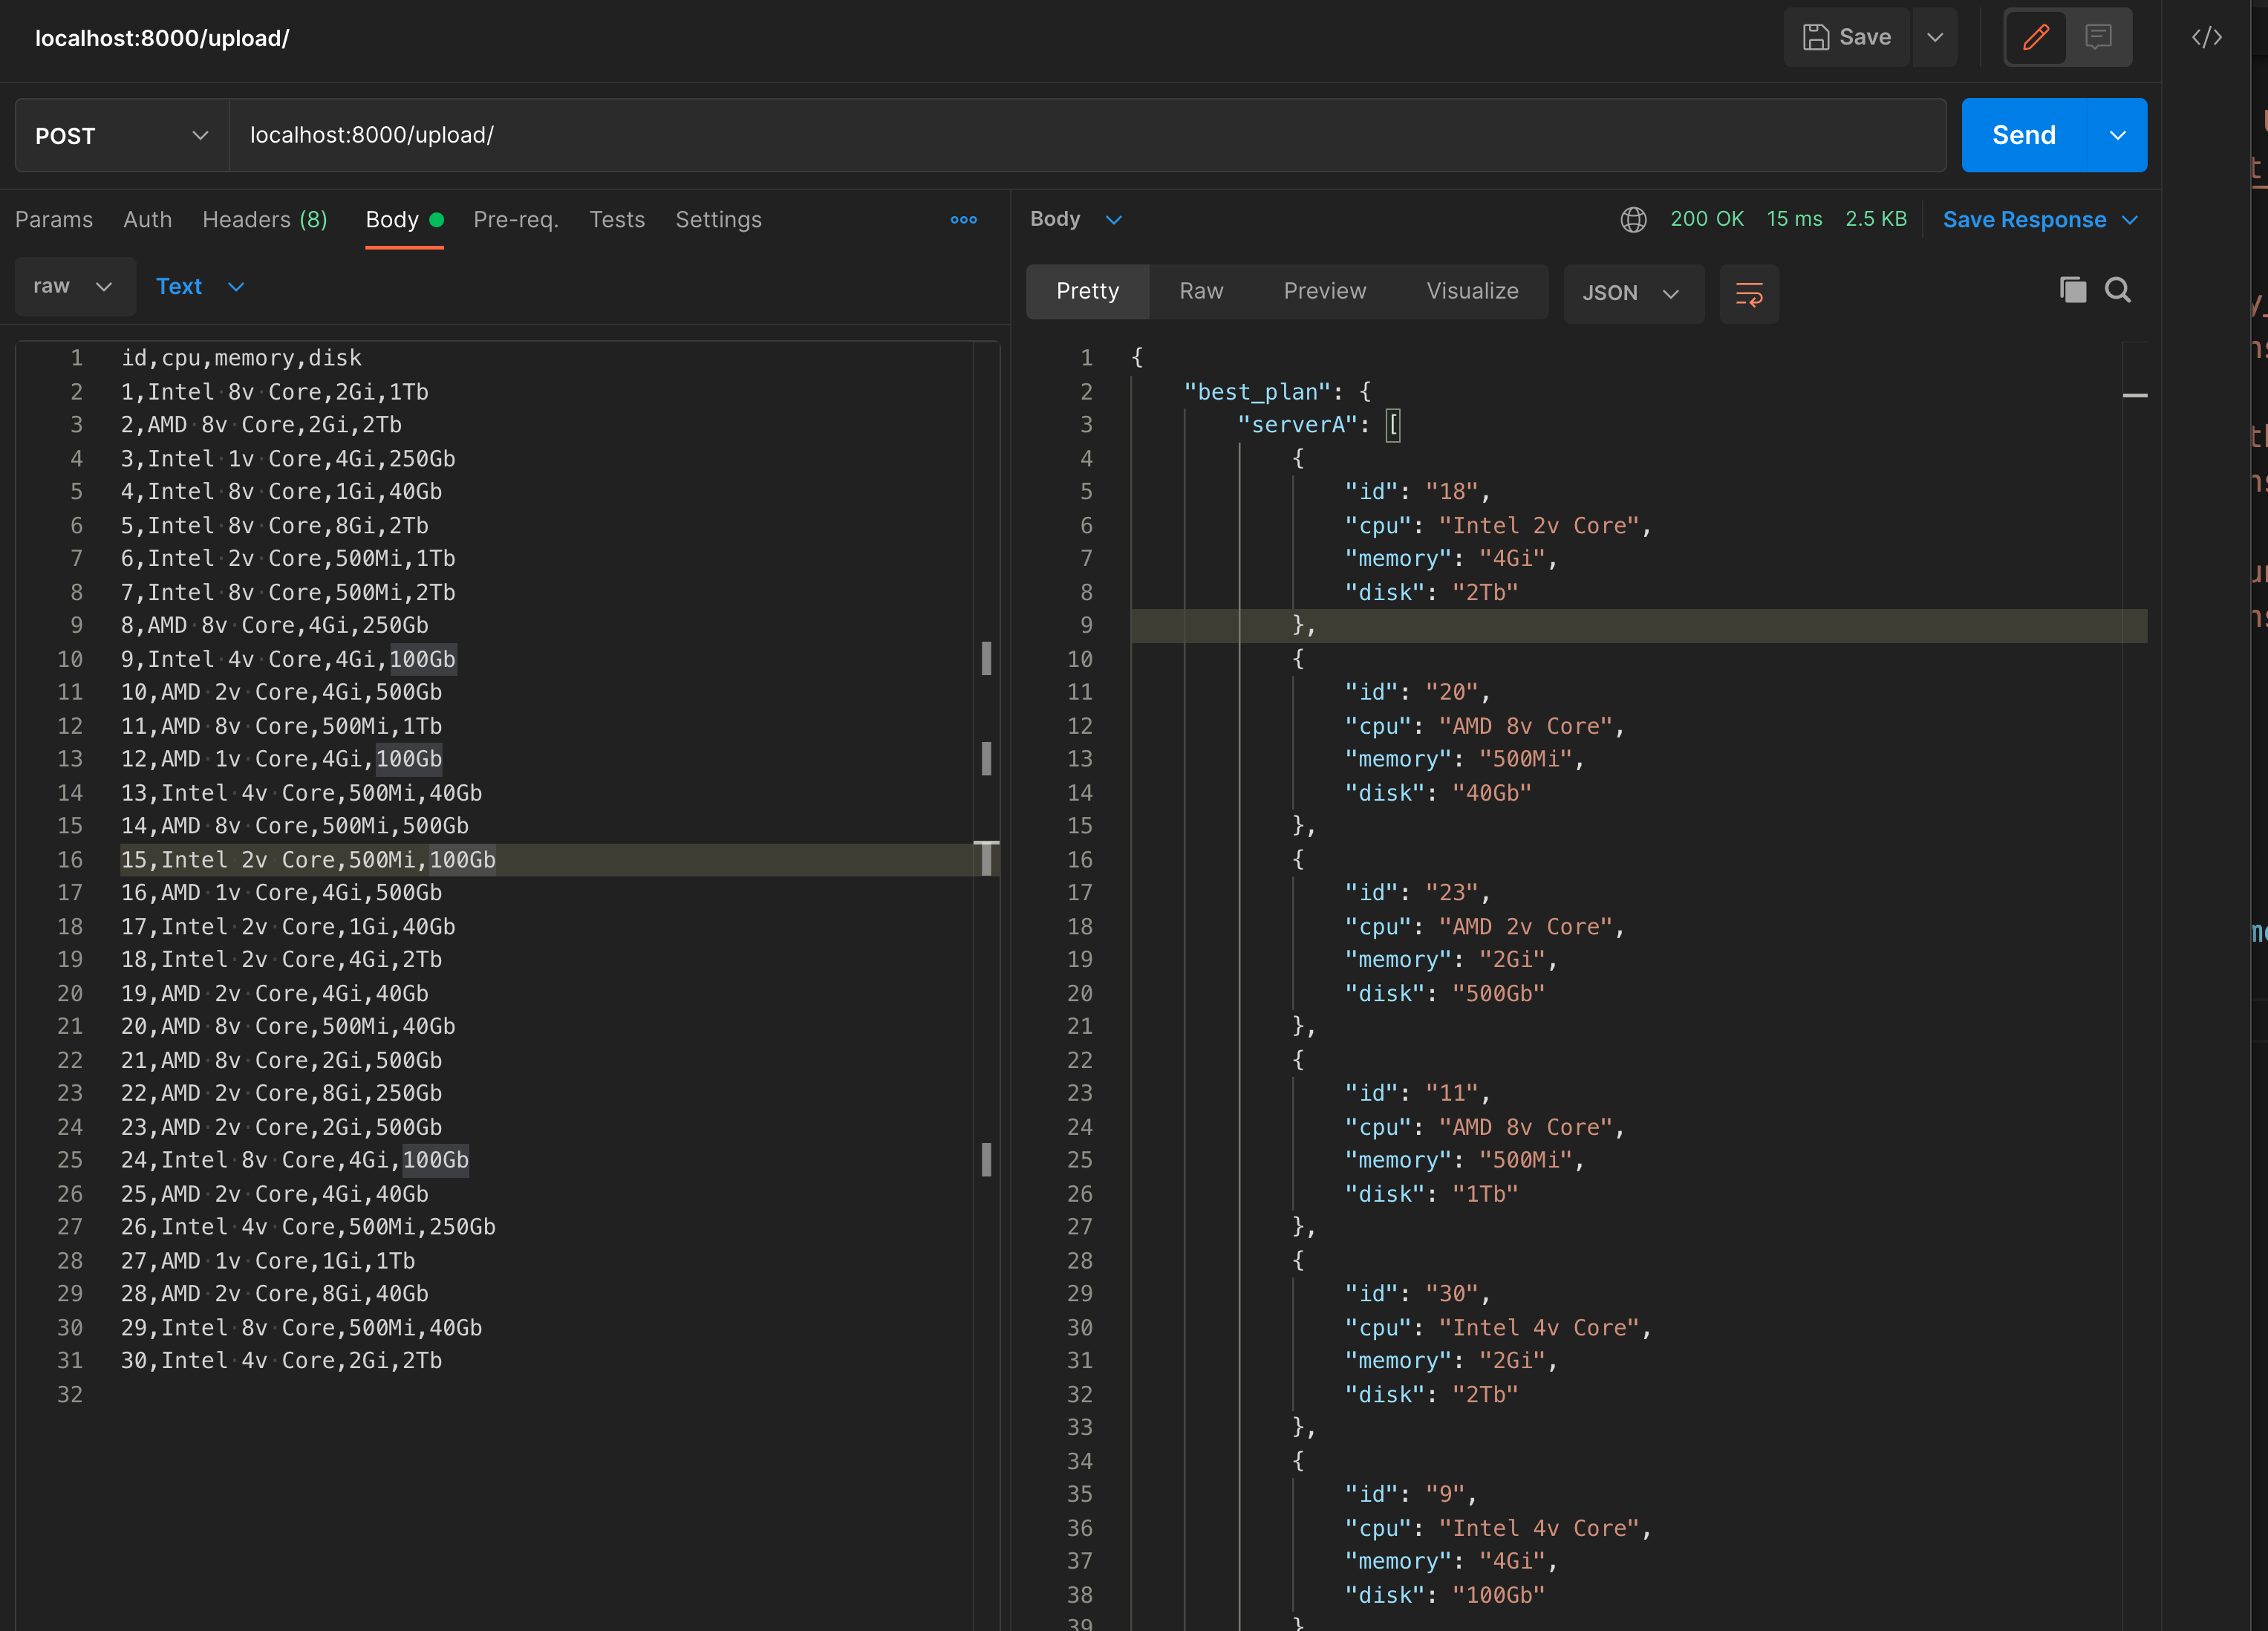 localhost:8000/upload/
Save
POST
localhost:8000/upload/
Send
Params Auth Headers (8) Body Pre-req. Tests Settings
raw Text
1 id,cpu,memory,disk
2 1,Intel 8v Core,2Gi,1Tb
3 2,AMD 8v Core,2Gi,2Tb
4 3,Intel 1v Core,4Gi,250Gb
5 4,Intel 8v Core,1Gi,40Gb
6 5,Intel 8v Core,8Gi,2Tb
7 6,Intel 2v Core,500Mi,1Tb
8 7,Intel 8v Core,500Mi,2Tb
9 8,AMD 8v Core,4Gi,250Gb
10 9,Intel 4v Core,4Gi,100Gb
11 10,AMD 2v Core,4Gi,500Gb
12 11,AMD 8v Core,500Mi,1Tb
13 12,AMD 1v Core,4Gi,100Gb
14 13,Intel 4v Core,500Mi,40Gb
15 14,AMD 8v Core,500Mi,500Gb
16 15,Intel 2v Core,500Mi,100Gb
17 16,AMD 1v Core,4Gi,500Gb
18 17,Intel 2v Core,1Gi,40Gb
19 18,Intel 2v Core,4Gi,2Tb
20 19,AMD 2v Core,4Gi,40Gb
21 20,AMD 8v Core,500Mi,40Gb
22 21,AMD 8v Core,2Gi,500Gb
23 22,AMD 2v Core,8Gi,250Gb
24 23,AMD 2v Core,2Gi,500Gb
25 24,Intel 8v Core,4Gi,100Gb
26 25,AMD 2v Core,4Gi,40Gb
27 26,Intel 4v Core,500Mi,250Gb
28 27,AMD 1v Core,1Gi,1Tb
29 28,AMD 2v Core,8Gi,40Gb
30 29,Intel 8v Core,500Mi,40Gb
31 30,Intel 4v Core,2Gi,2Tb
32
Body 200 OK 15 ms 2.5 KB Save Response
Pretty Raw Preview Visualize JSON
1 {
2 "best_plan": {
3 "serverA": [
4 {
5 "id": "18",
6 "cpu": "Intel 2v Core",
7 "memory": "4Gi",
8 "disk": "2Tb"
9 },
10 {
11 "id": "20",
12 "cpu": "AMD 8v Core",
13 "memory": "500Mi",
14 "disk": "40Gb"
15 },
16 {
17 "id": "23",
18 "cpu": "AMD 2v Core",
19 "memory": "2Gi",
20 "disk": "500Gb"
21 },
22 {
23 "id": "11",
24 "cpu": "AMD 8v Core",
25 "memory": "500Mi",
26 "disk": "1Tb"
27 },
28 {
29 "id": "30",
30 "cpu": "Intel 4v Core",
31 "memory": "2Gi",
32 "disk": "2Tb"
33 },
34 {
35 "id": "9",
36 "cpu": "Intel 4v Core",
37 "memory": "4Gi",
38 "disk": "100Gb"
39 }